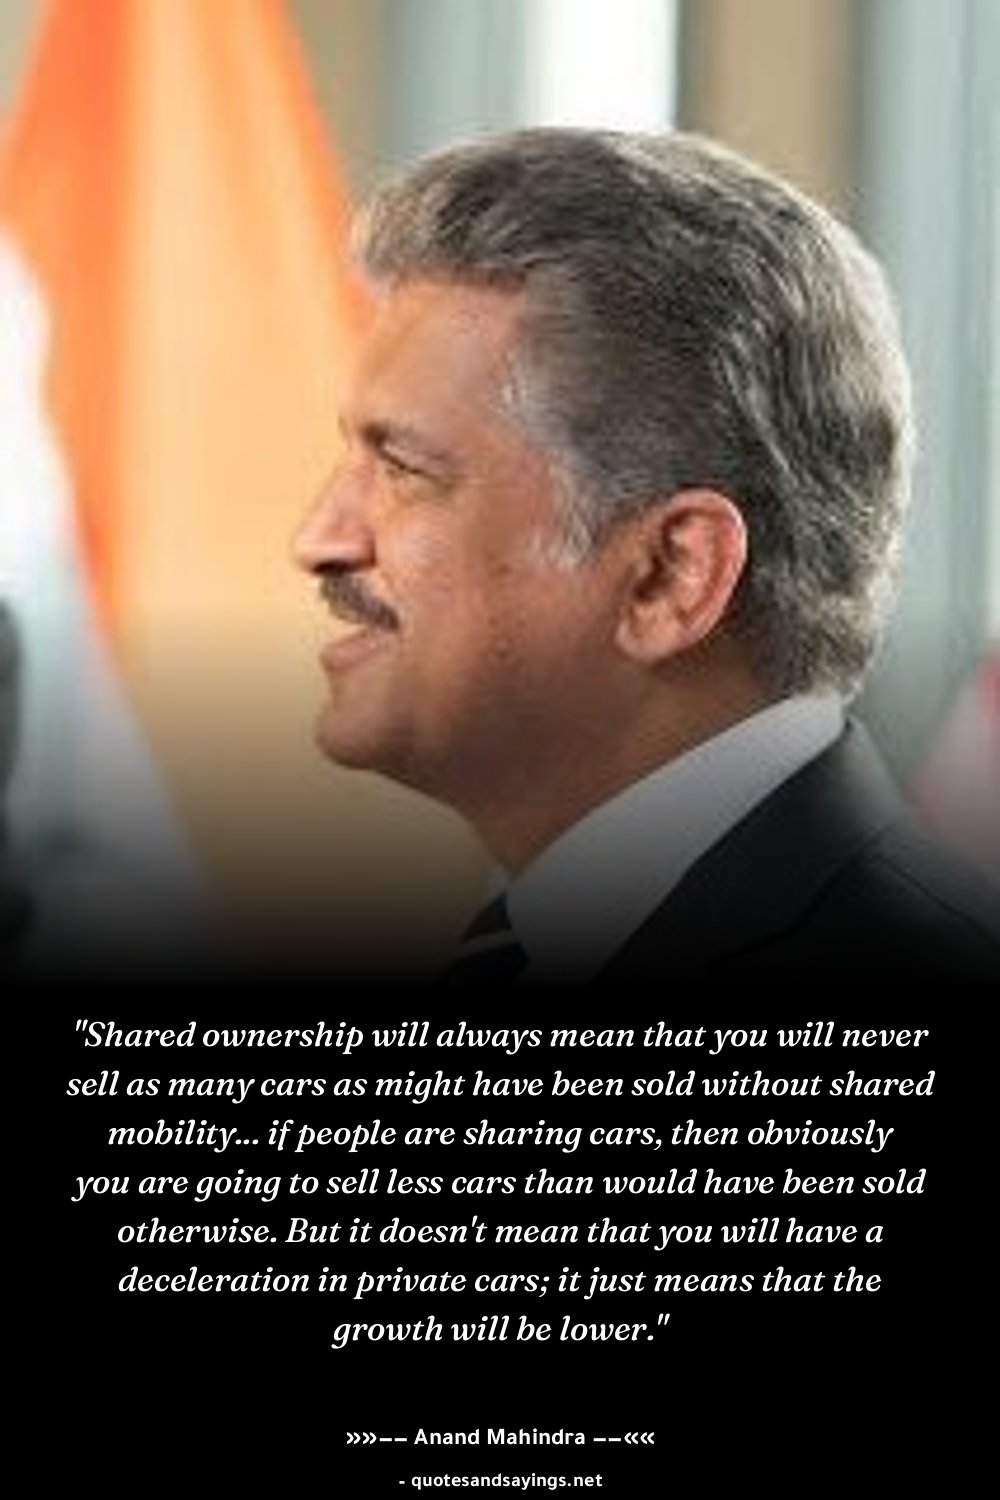 "Shared ownership will always mean that you will never
sell as many cars as might have been sold without shared
mobility... if people are sharing cars, then obviously
you are going to sell less cars than would have been sold
otherwise. But it doesn't mean that you will have a
deceleration in private cars; it just means that the
growth will be lower."
»»−− Anand Mahindra −−««
- quotesandsayings.net